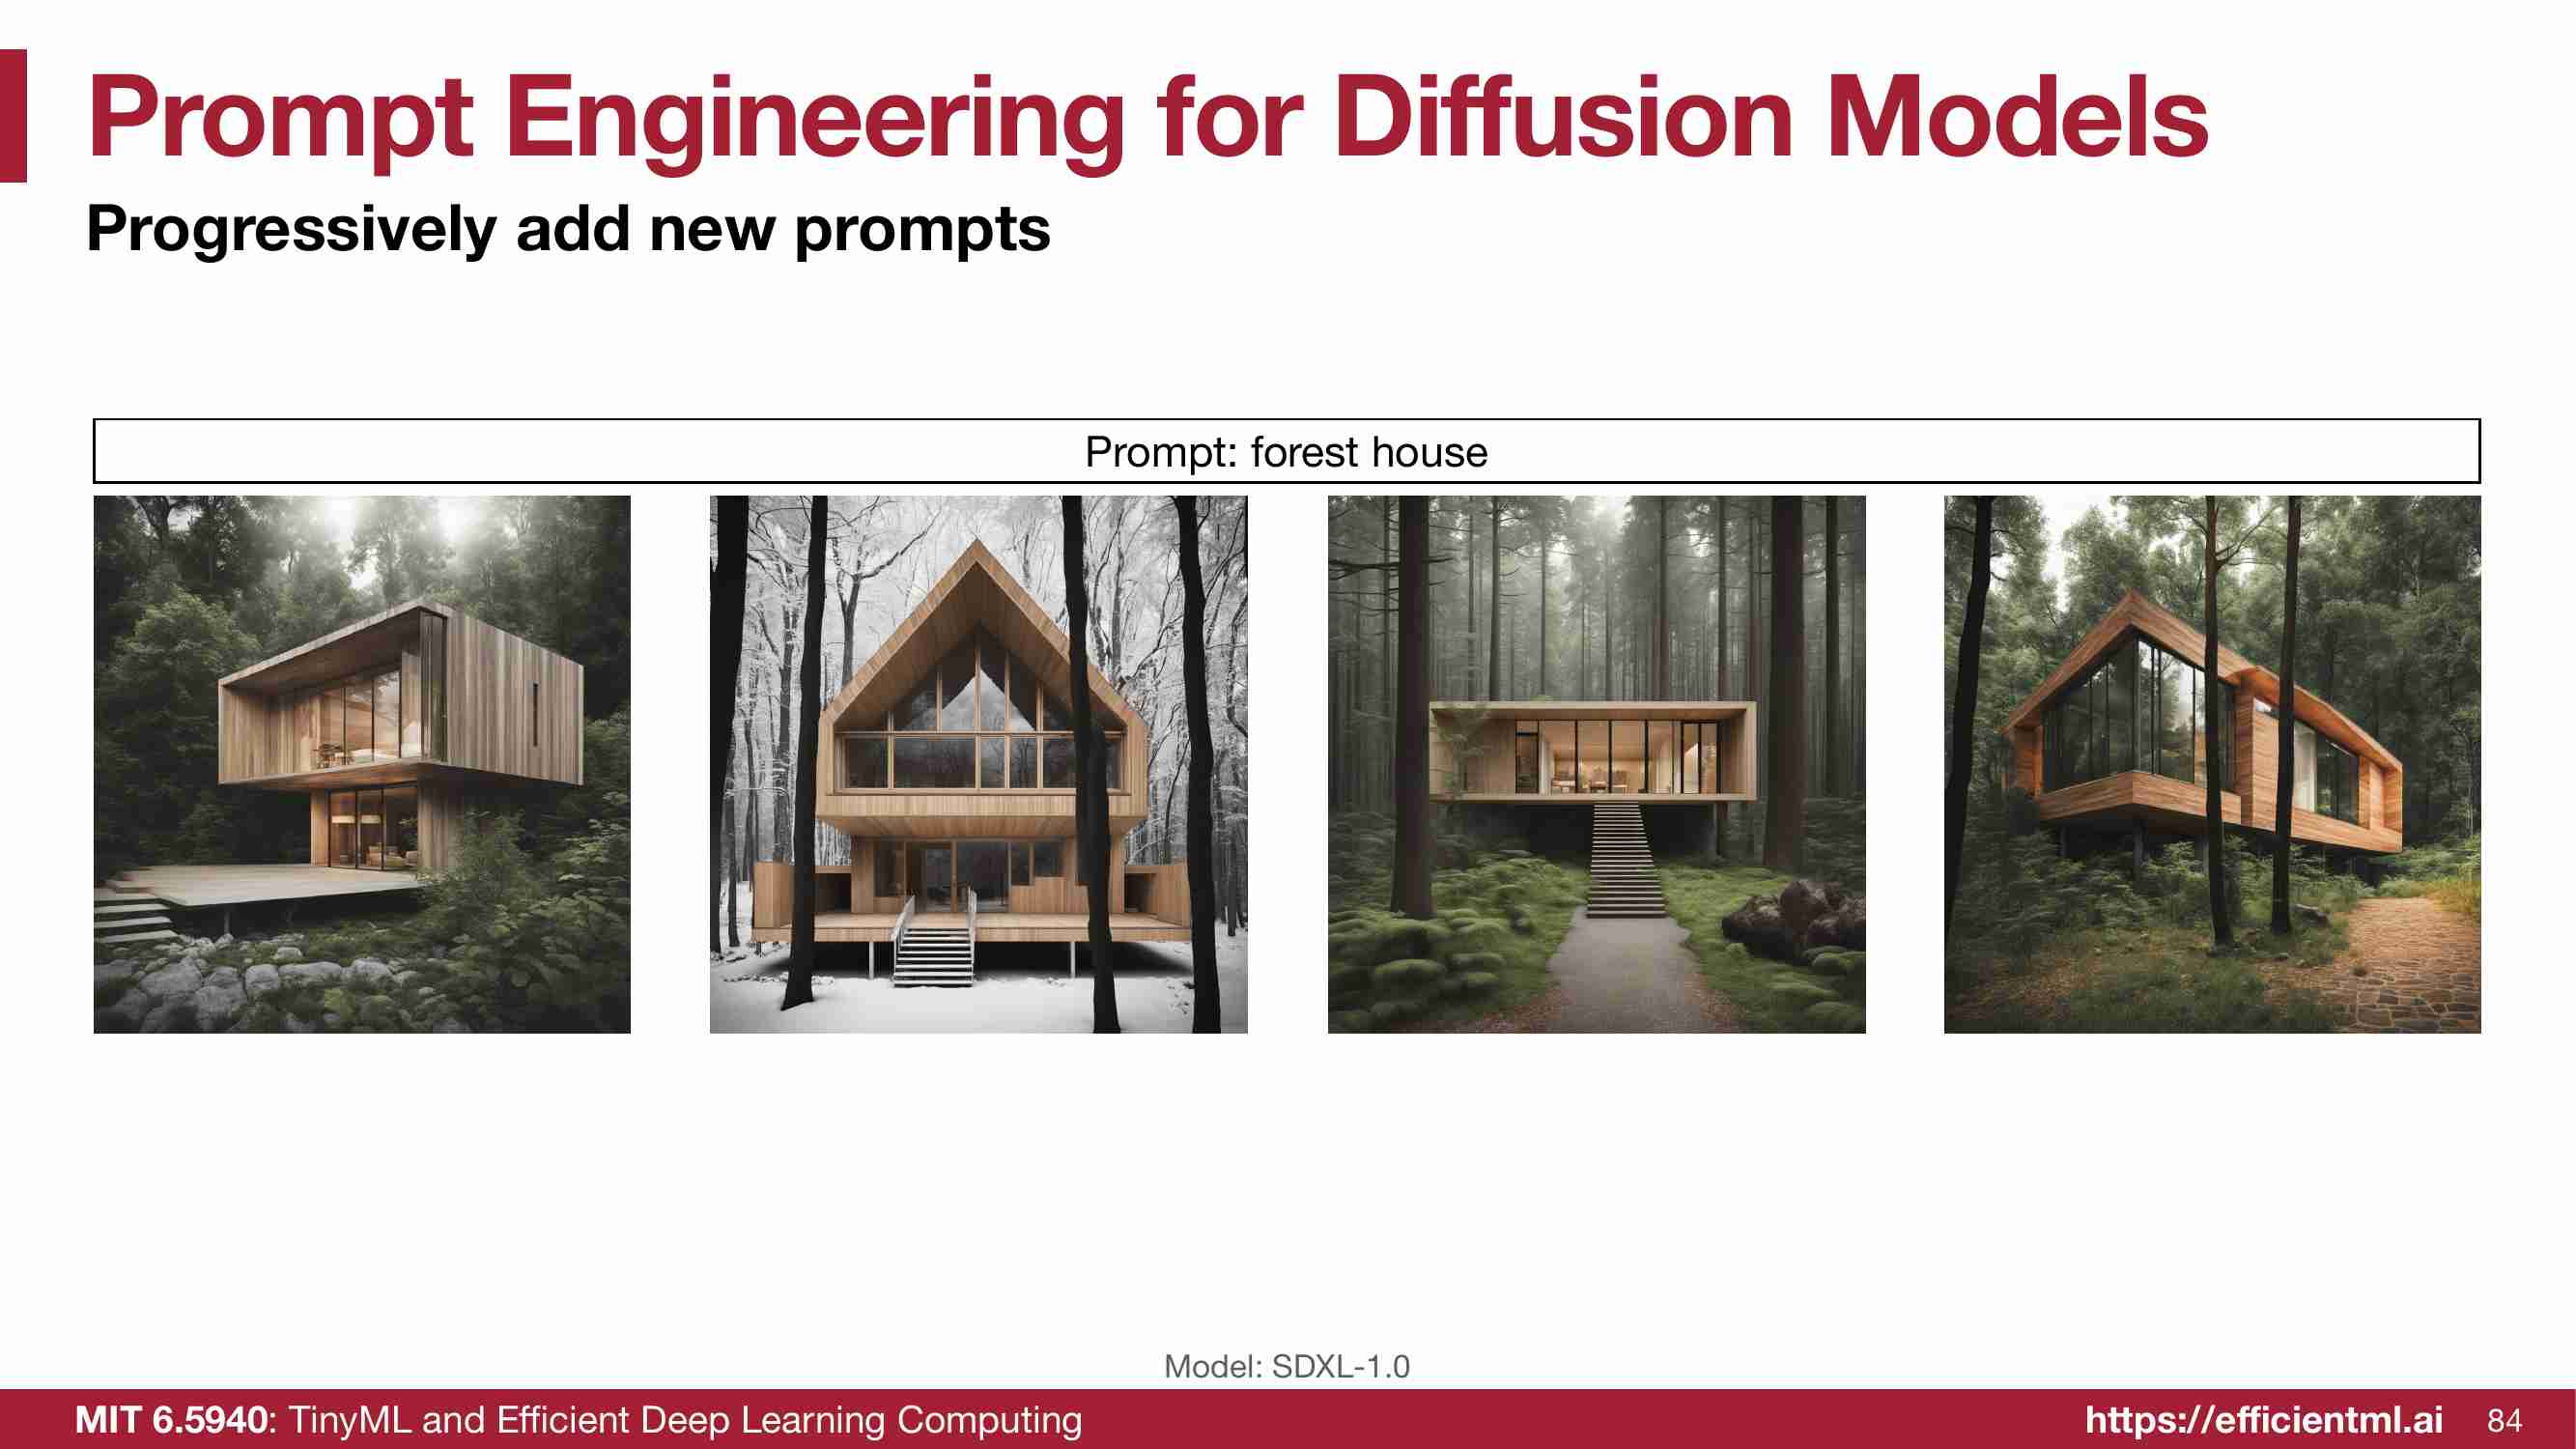 Prompt Engineering for Diffusion Models
Progressively add new prompts
Prompt: forest house
Model: SDXL-1.0
MIT 6.5940: TinyML and Efficient Deep Learning Computing
https://efficientml.ai
84